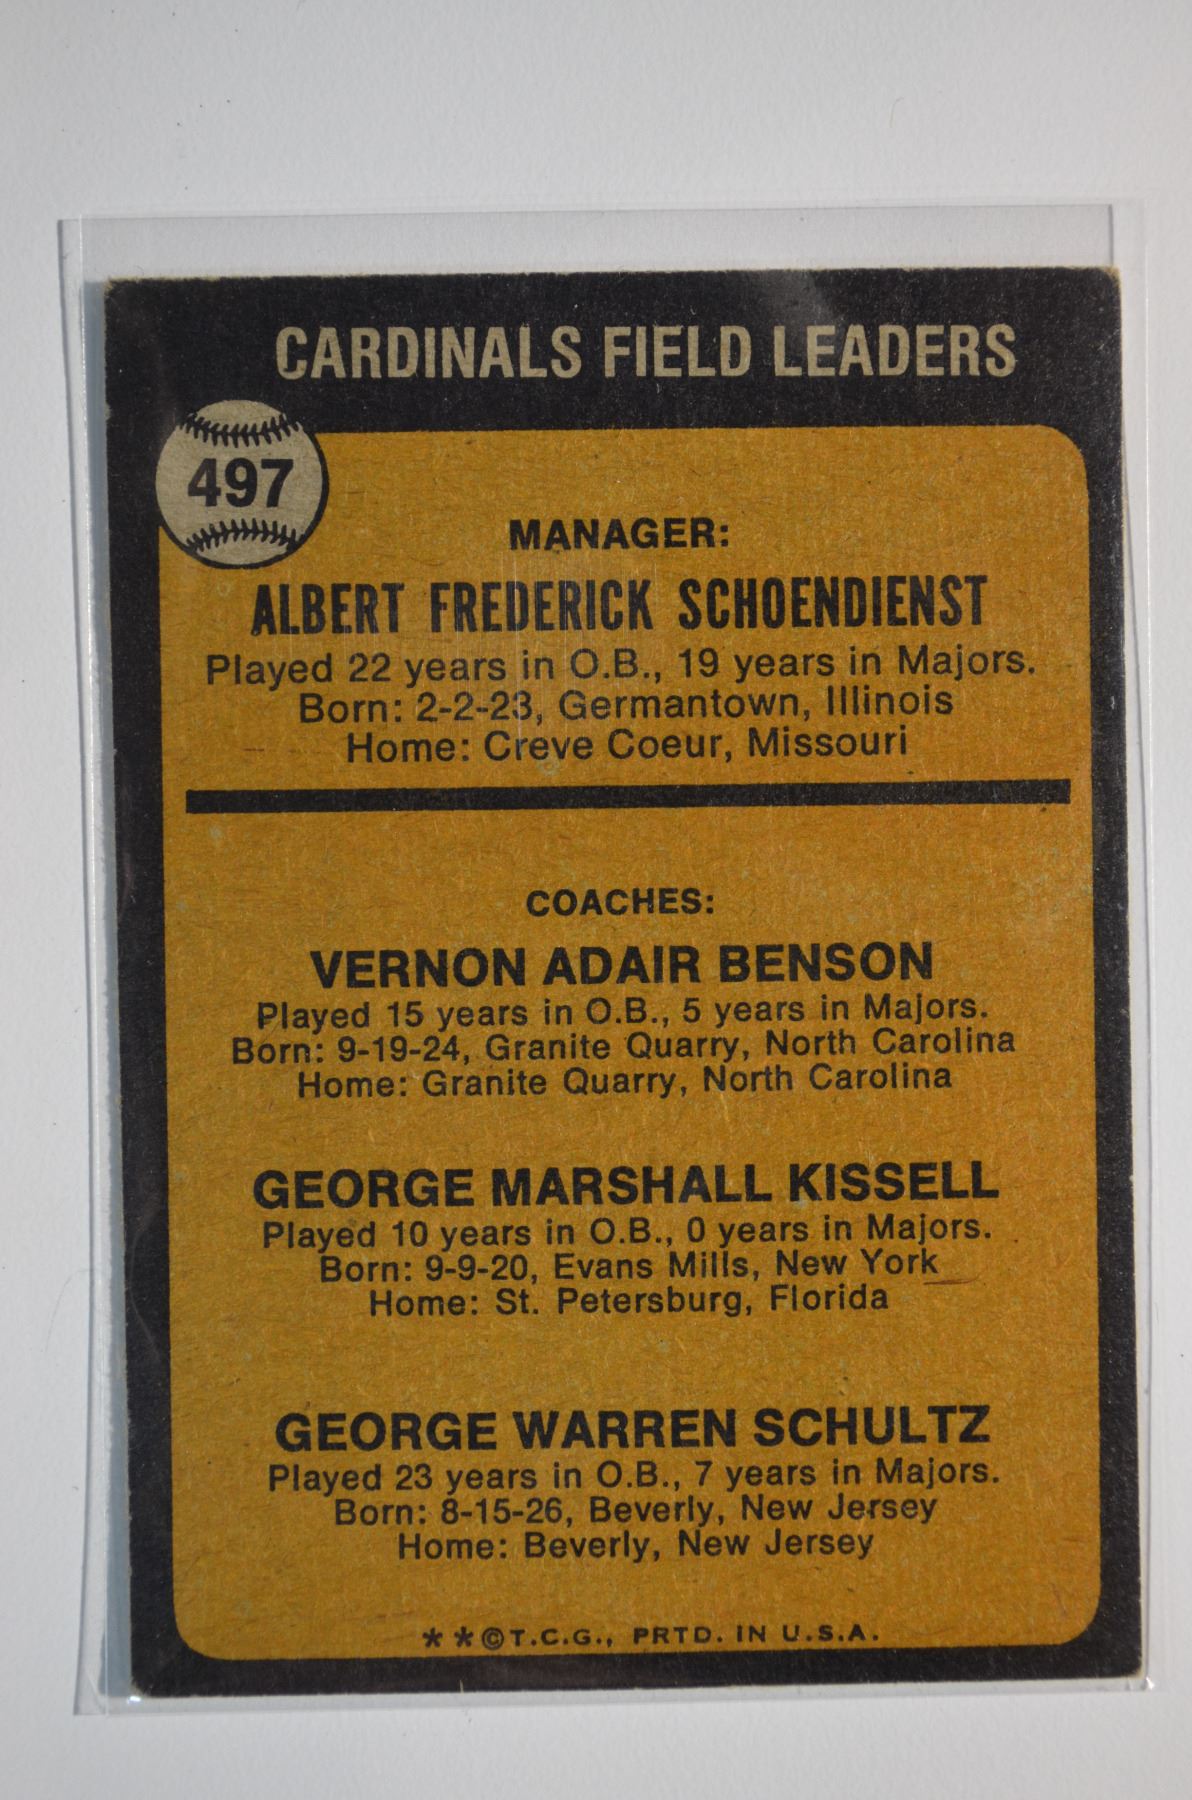 CARDINALS FIELD LEADERS
497
MANAGER:
ALBERT FREDERICK SCHOENDIENST
Played 22 years in O.B., 19 years in Majors.
Born: 2-2-23, Germantown, Illinois
Home: Creve Coeur, Missouri
COACHES:
VERNON ADAIR BENSON
Played 15 years in O.B., 5 years in Majors.
Born: 9-19-24, Granite Quarry, North Carolina
Home: Granite Quarry, North Carolina
GEORGE MARSHALL KISSELL
Played 10 years in O.B., 0 years in Majors.
Born: 9-9-20, Evans Mills, New York
Home: St. Petersburg, Florida
GEORGE WARREN SCHULTZ
Played 23 years in O.B., 7 years in Majors.
Born: 8-15-26, Beverly, New Jersey
Home: Beverly, New Jersey
* * © T.C.G., PRTD. IN U.S.A.